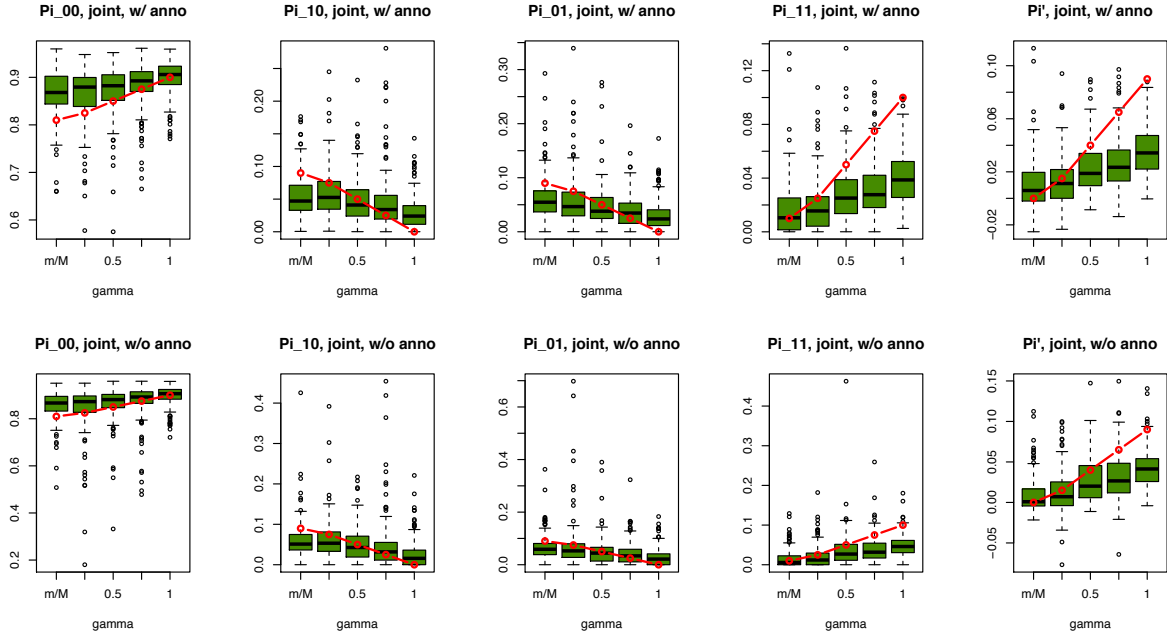 Pi_00, joint, w/ anno
0.6 0.7 0.8 0.9
m/M 0.5 1
gamma
Pi_10, joint, w/ anno
0.00 0.10 0.20
m/M 0.5 1
gamma
Pi_01, joint, w/ anno
0.00 0.10 0.20 0.30
m/M 0.5 1
gamma
Pi_11, joint, w/ anno
0.00 0.04 0.08 0.12
m/M 0.5 1
gamma
Pi', joint, w/ anno
−0.02 0.02 0.06 0.10
m/M 0.5 1
gamma
Pi_00, joint, w/o anno
0.2 0.4 0.6 0.8
m/M 0.5 1
gamma
Pi_10, joint, w/o anno
0.0 0.1 0.2 0.3 0.4
m/M 0.5 1
gamma
Pi_01, joint, w/o anno
0.0 0.2 0.4 0.6
m/M 0.5 1
gamma
Pi_11, joint, w/o anno
0.0 0.1 0.2 0.3 0.4
m/M 0.5 1
gamma
Pi', joint, w/o anno
−0.05 0.00 0.05 0.10 0.15
m/M 0.5 1
gamma